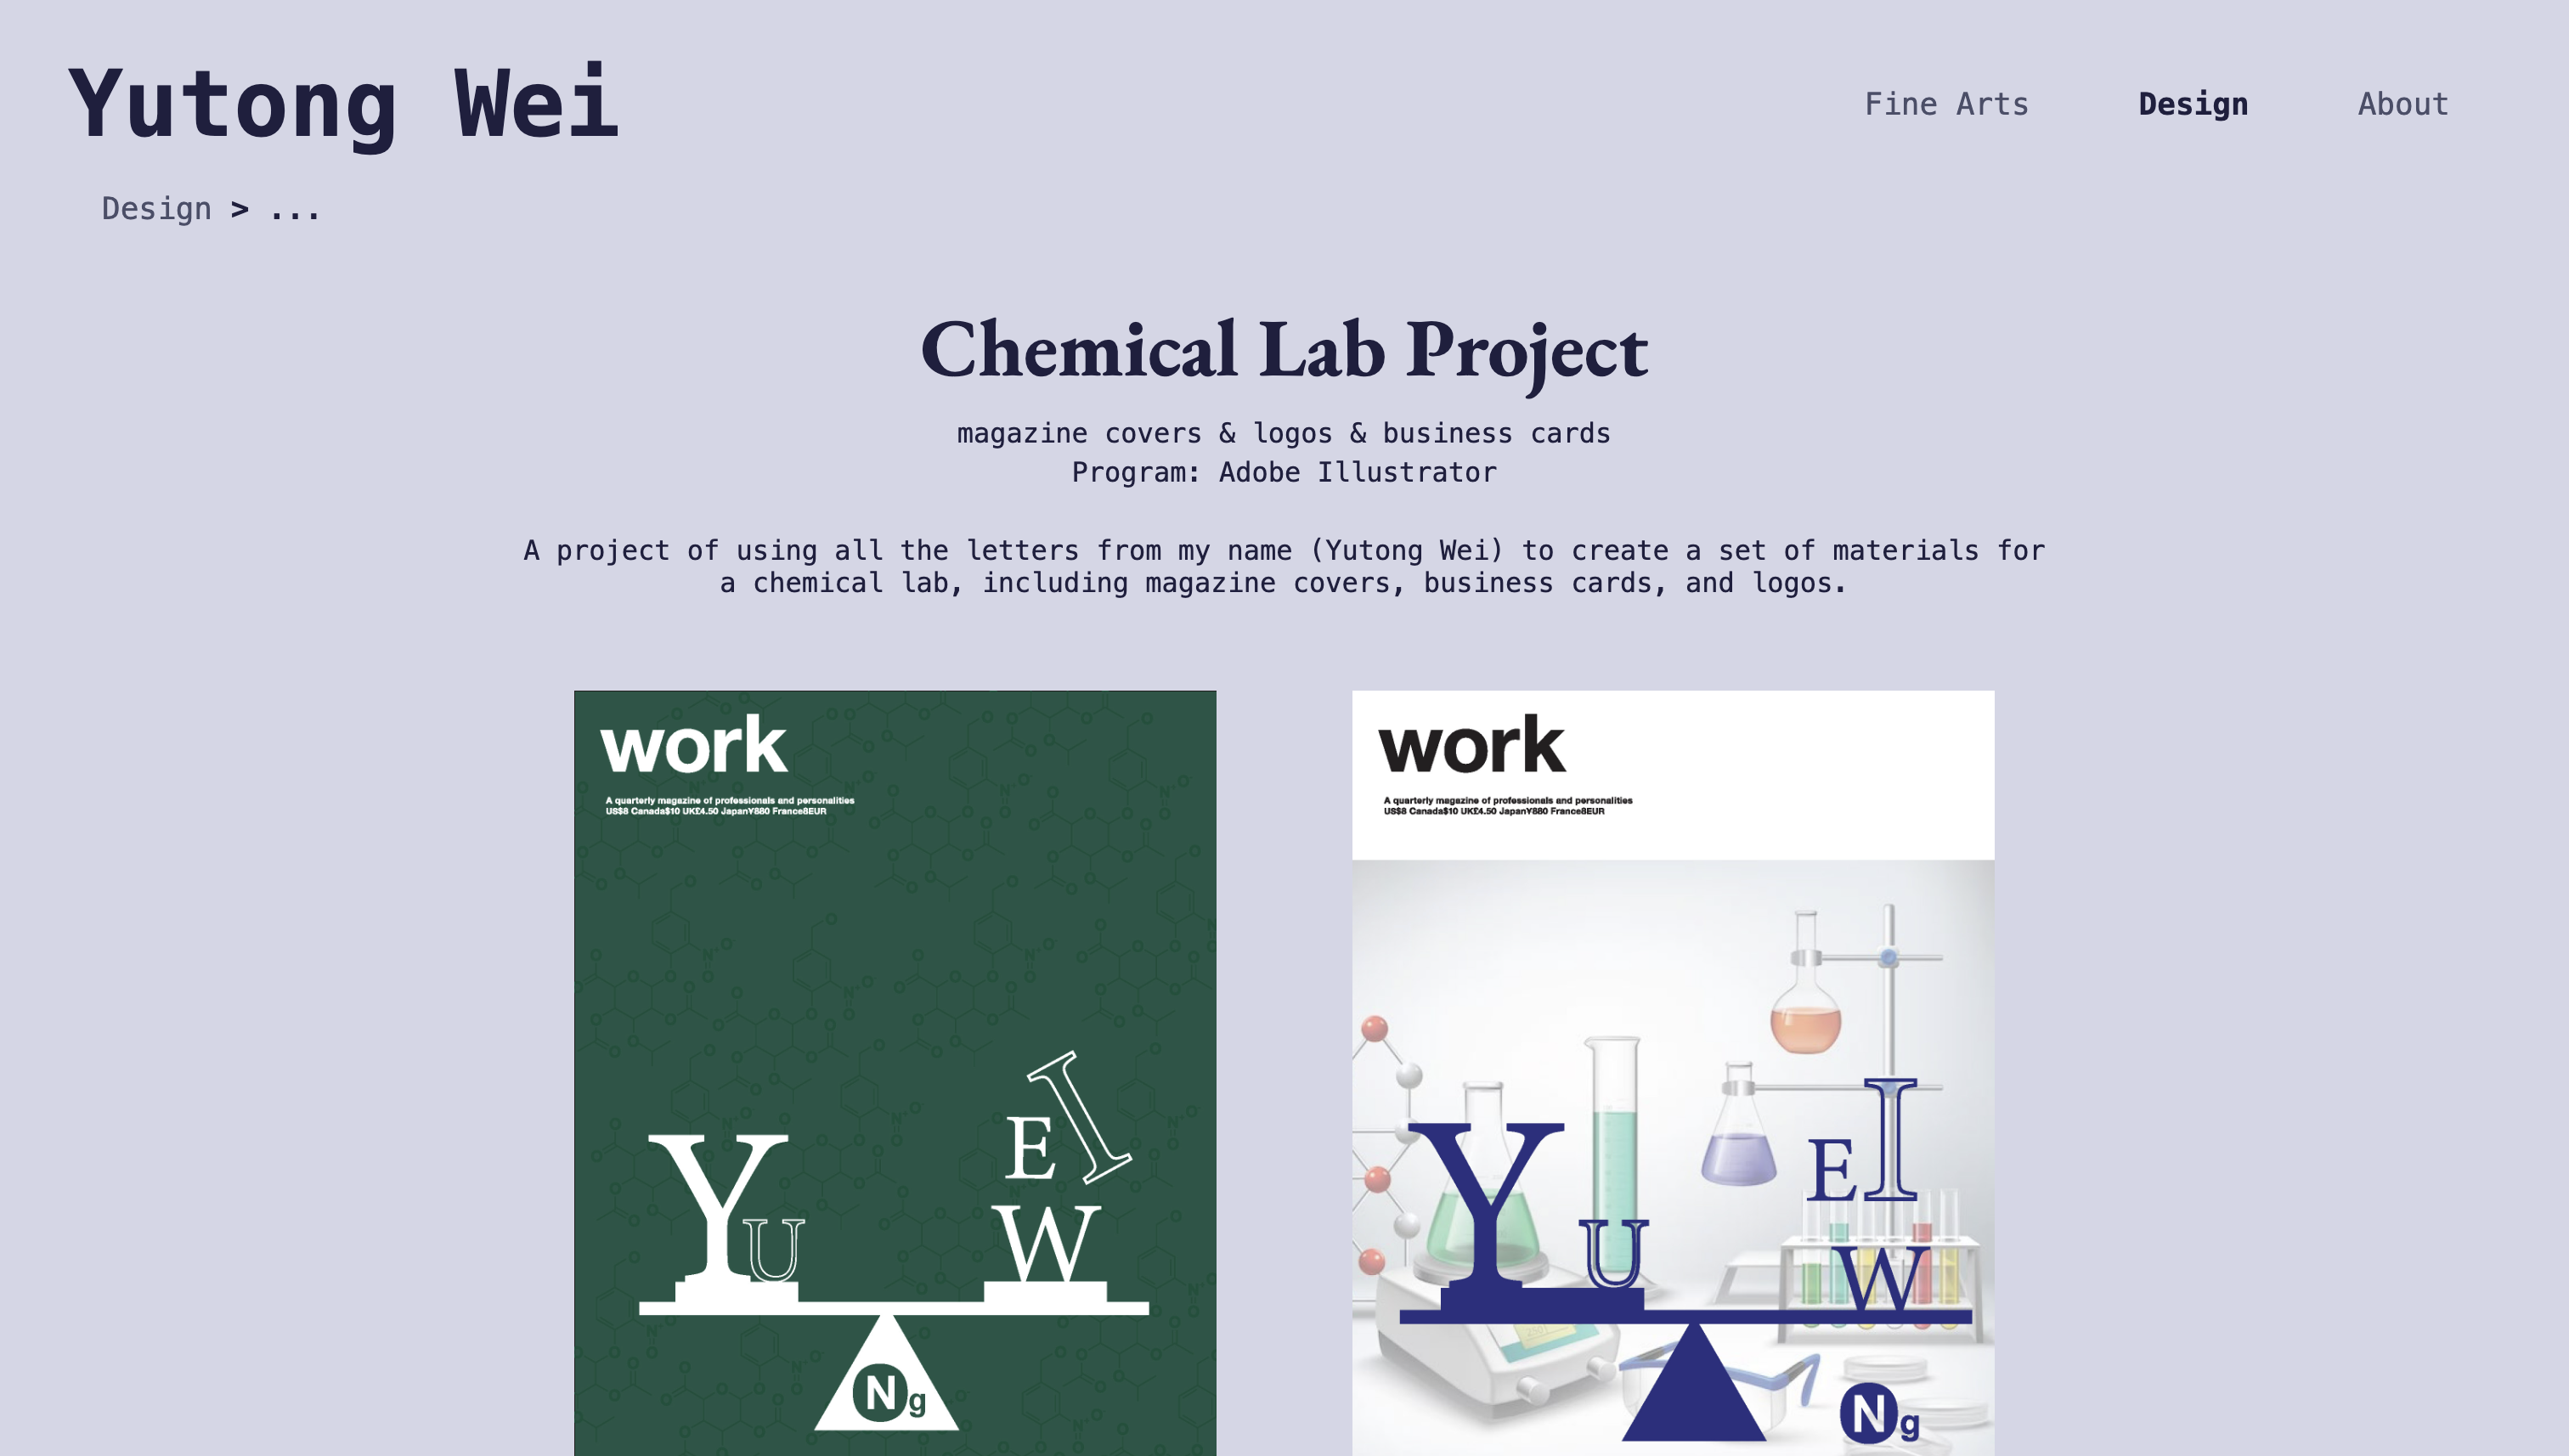 Yutong Wei
Fine Arts
Design
About
Design > ...
Chemical Lab Project
magazine covers & logos & business cards
Program: Adobe Illustrator
A project of using all the letters from my name (Yutong Wei) to create a set of materials for
a chemical lab, including magazine covers, business cards, and logos.
work
A quarterly magazine of professionals and personalities
US$8 Canada$10 UK£4.50 Japan¥880 France8EUR
Y U
E I
W
N g
work
A quarterly magazine of professionals and personalities
US$8 Canada$10 UK£4.50 Japan¥880 France8EUR
Y U
E I
W
N g